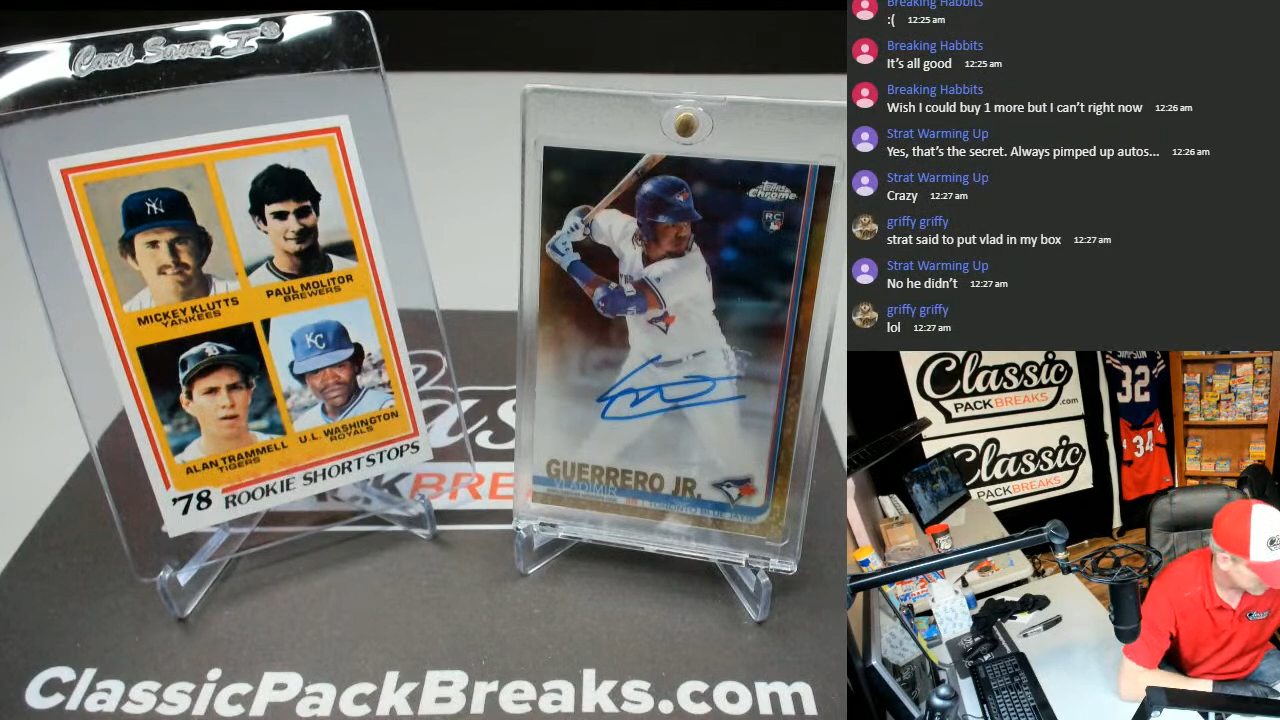 Card Saver I®
MICKEY KLUTTS
YANKEES
PAUL MOLITOR
BREWERS
ALAN TRAMMELL
TIGERS
U.L. WASHINGTON
ROYALS
'78 ROOKIE SHORTSTOPS
Topps
Chrome
RC
GUERRERO JR.
VLADIMIR
TORONTO BLUE JAYS
ClassicPackBreaks.com
Breaking Habbits
:( 12:25 am
Breaking Habbits
It's all good 12:25 am
Breaking Habbits
Wish I could buy 1 more but I can't right now 12:26 am
Strat Warming Up
Yes, that's the secret. Always pimped up autos... 12:26 am
Strat Warming Up
Crazy 12:27 am
griffy griffy
strat said to put vlad in my box 12:27 am
Strat Warming Up
No he didn't 12:27 am
griffy griffy
lol 12:27 am
Classic
PACKBREAKS.com
Classic
PACKBREAKS
SIMPSON
32
34